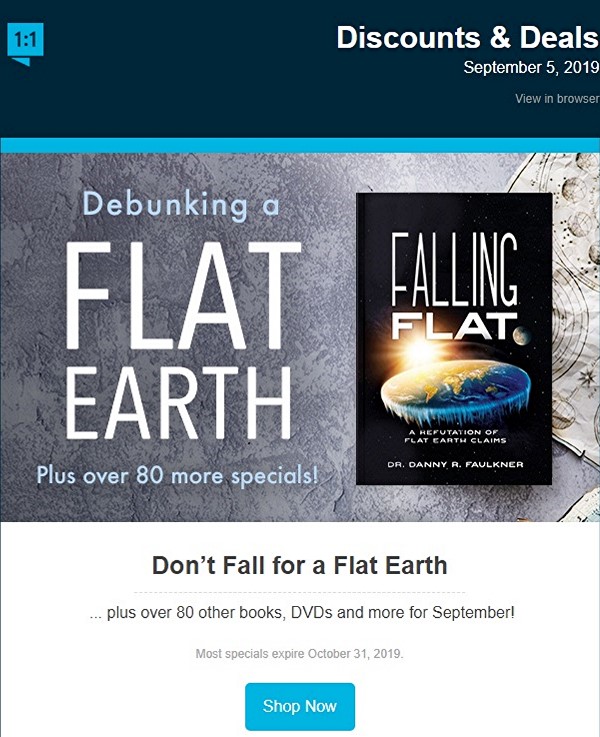 1:1
Discounts & Deals
September 5, 2019
View in browser
Debunking a
FLAT
EARTH
Plus over 80 more specials!
FALLING
FLAT
A REFUTATION OF
FLAT EARTH CLAIMS
DR. DANNY R. FAULKNER
Don’t Fall for a Flat Earth
... plus over 80 other books, DVDs and more for September!
Most specials expire October 31, 2019.
Shop Now